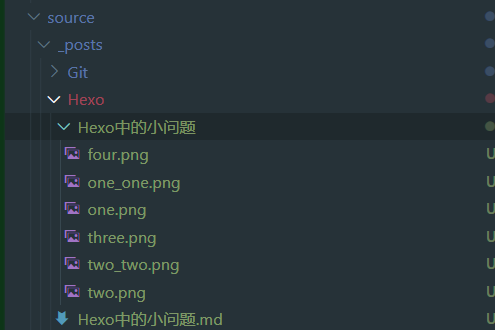 source
_posts
Git
Hexo
Hexo中的小问题
four.png
U
one_one.png
U
one.png
U
three.png
U
two_two.png
U
two.png
U
Hexo中的小问题.md
U